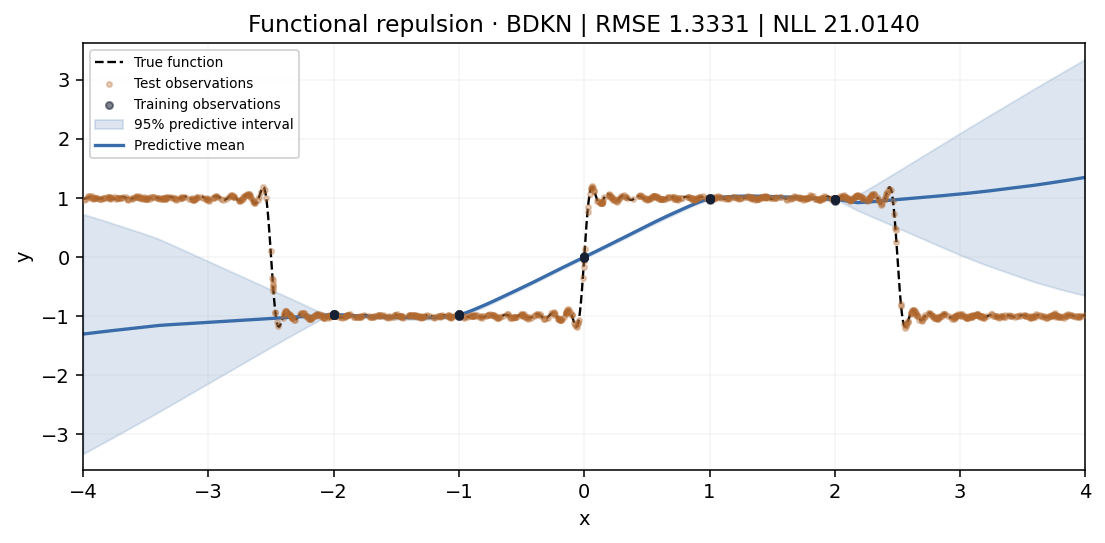 Functional repulsion · BDKN | RMSE 1.3331 | NLL 21.0140
True function
Test observations
Training observations
95% predictive interval
Predictive mean
3
2
1
0
−1
−2
−3
y
−4 −3 −2 −1 0 1 2 3 4
x